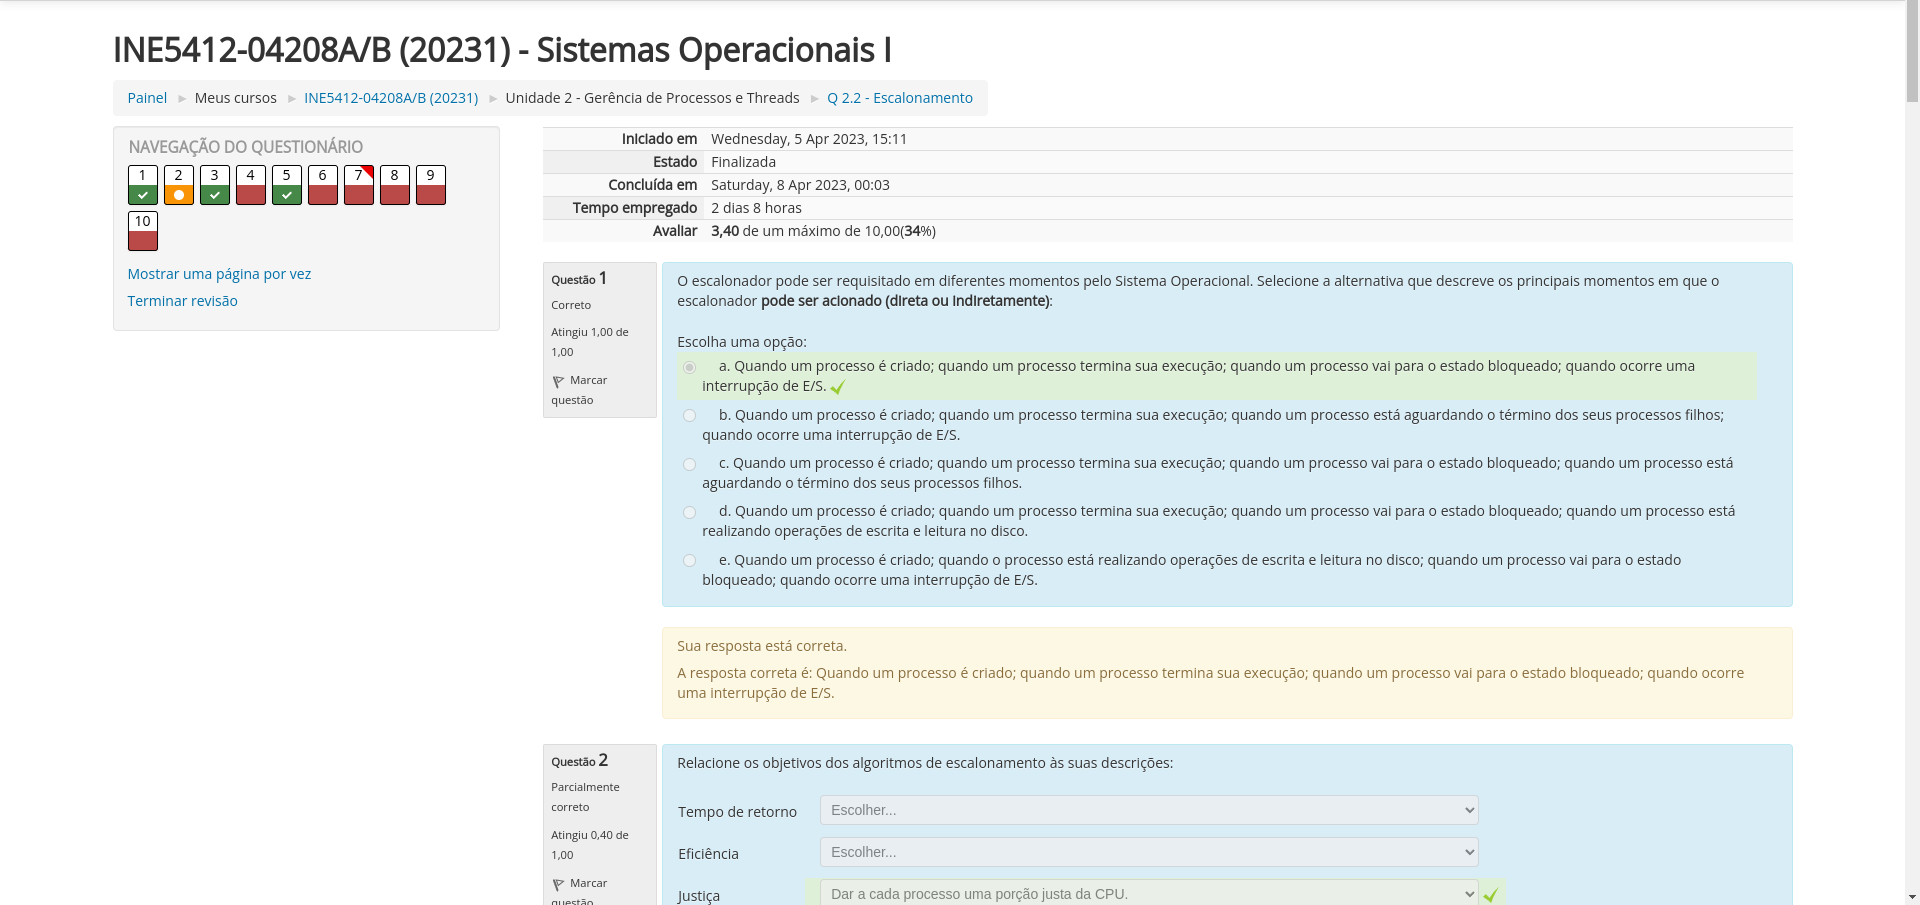 INE5412-04208A/B (20231) - Sistemas Operacionais I
Painel ► Meus cursos ► INE5412-04208A/B (20231) ► Unidade 2 - Gerência de Processos e Threads ► Q 2.2 - Escalonamento
NAVEGAÇÃO DO QUESTIONÁRIO
1 2 3 4 5 6 7 8 9
10
Mostrar uma página por vez
Terminar revisão
Iniciado em Wednesday, 5 Apr 2023, 15:11
Estado Finalizada
Concluída em Saturday, 8 Apr 2023, 00:03
Tempo empregado 2 dias 8 horas
Avaliar 3,40 de um máximo de 10,00(34%)
Questão 1
Correto
Atingiu 1,00 de
1,00
Marcar
questão
O escalonador pode ser requisitado em diferentes momentos pelo Sistema Operacional. Selecione a alternativa que descreve os principais momentos em que o
escalonador pode ser acionado (direta ou indiretamente):
Escolha uma opção:
a. Quando um processo é criado; quando um processo termina sua execução; quando um processo vai para o estado bloqueado; quando ocorre uma
interrupção de E/S.
b. Quando um processo é criado; quando um processo termina sua execução; quando um processo está aguardando o término dos seus processos filhos;
quando ocorre uma interrupção de E/S.
c. Quando um processo é criado; quando um processo termina sua execução; quando um processo vai para o estado bloqueado; quando um processo está
aguardando o término dos seus processos filhos.
d. Quando um processo é criado; quando um processo termina sua execução; quando um processo vai para o estado bloqueado; quando um processo está
realizando operações de escrita e leitura no disco.
e. Quando um processo é criado; quando o processo está realizando operações de escrita e leitura no disco; quando um processo vai para o estado
bloqueado; quando ocorre uma interrupção de E/S.
Sua resposta está correta.
A resposta correta é: Quando um processo é criado; quando um processo termina sua execução; quando um processo vai para o estado bloqueado; quando ocorre
uma interrupção de E/S.
Questão 2
Parcialmente
correto
Atingiu 0,40 de
1,00
Marcar
questão
Relacione os objetivos dos algoritmos de escalonamento às suas descrições:
Tempo de retorno Escolher...
Eficiência Escolher...
Justiça Dar a cada processo uma porção justa da CPU.